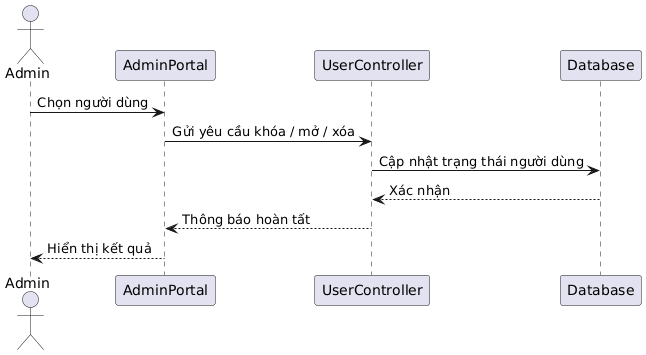 Admin
AdminPortal
UserController
Database
Chọn người dùng
Gửi yêu cầu khóa / mở / xóa
Cập nhật trạng thái người dùng
Xác nhận
Thông báo hoàn tất
Hiển thị kết quả
Admin
AdminPortal
UserController
Database